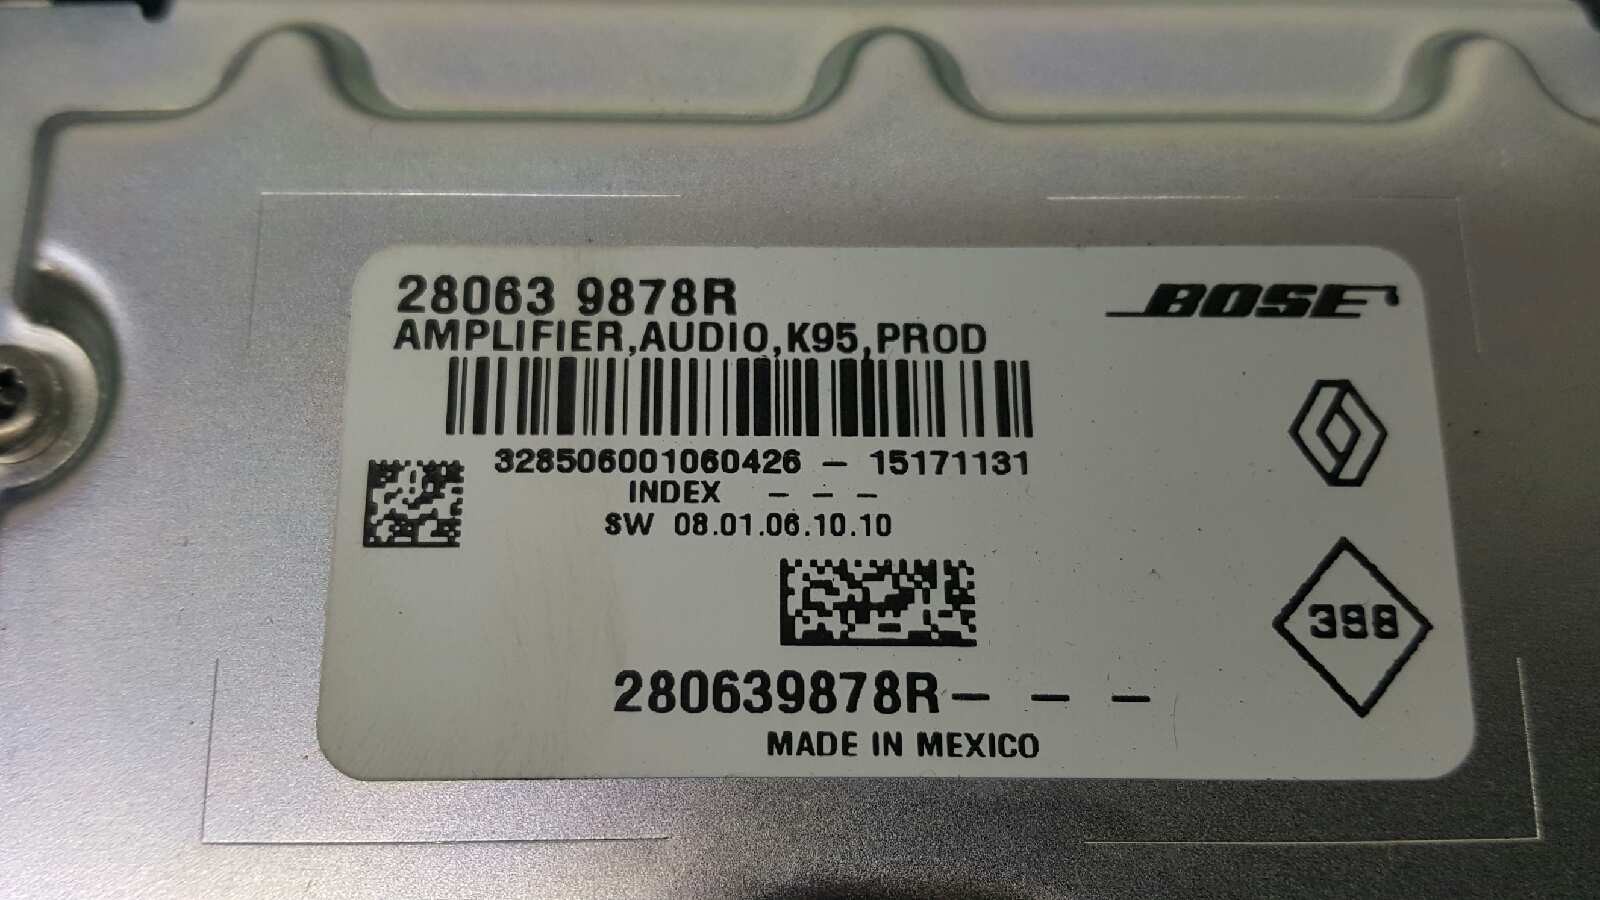 28063 9878R
BOSE
AMPLIFIER,AUDIO,K95,PROD
328506001060426 - 15171131
INDEX - - -
SW 08.01.06.10.10
398
280639878R- - -
MADE IN MEXICO